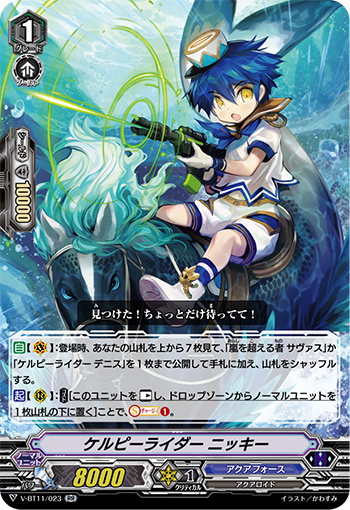 1
グレード
ブースト
シールド
10000
見つけた!ちょっとだけ待ってて!
自【】:登場時、あなたの山札を上から7枚見て、「嵐を超える者 サヴァス」か
「ケルピーライダー デニス」を1枚まで公開して手札に加え、山札をシャッフル
する。
起【】:【このユニットを、ドロップゾーンからノーマルユニットを
1枚山札の下に置く】ことで、Sチャージ1。
ケルピーライダー ニッキー
ノーマル
ユニット
パワー
8000
1
クリティカル
アクアフォース
アクアロイド
V-BT11/023 RR
イラスト/かわすみ